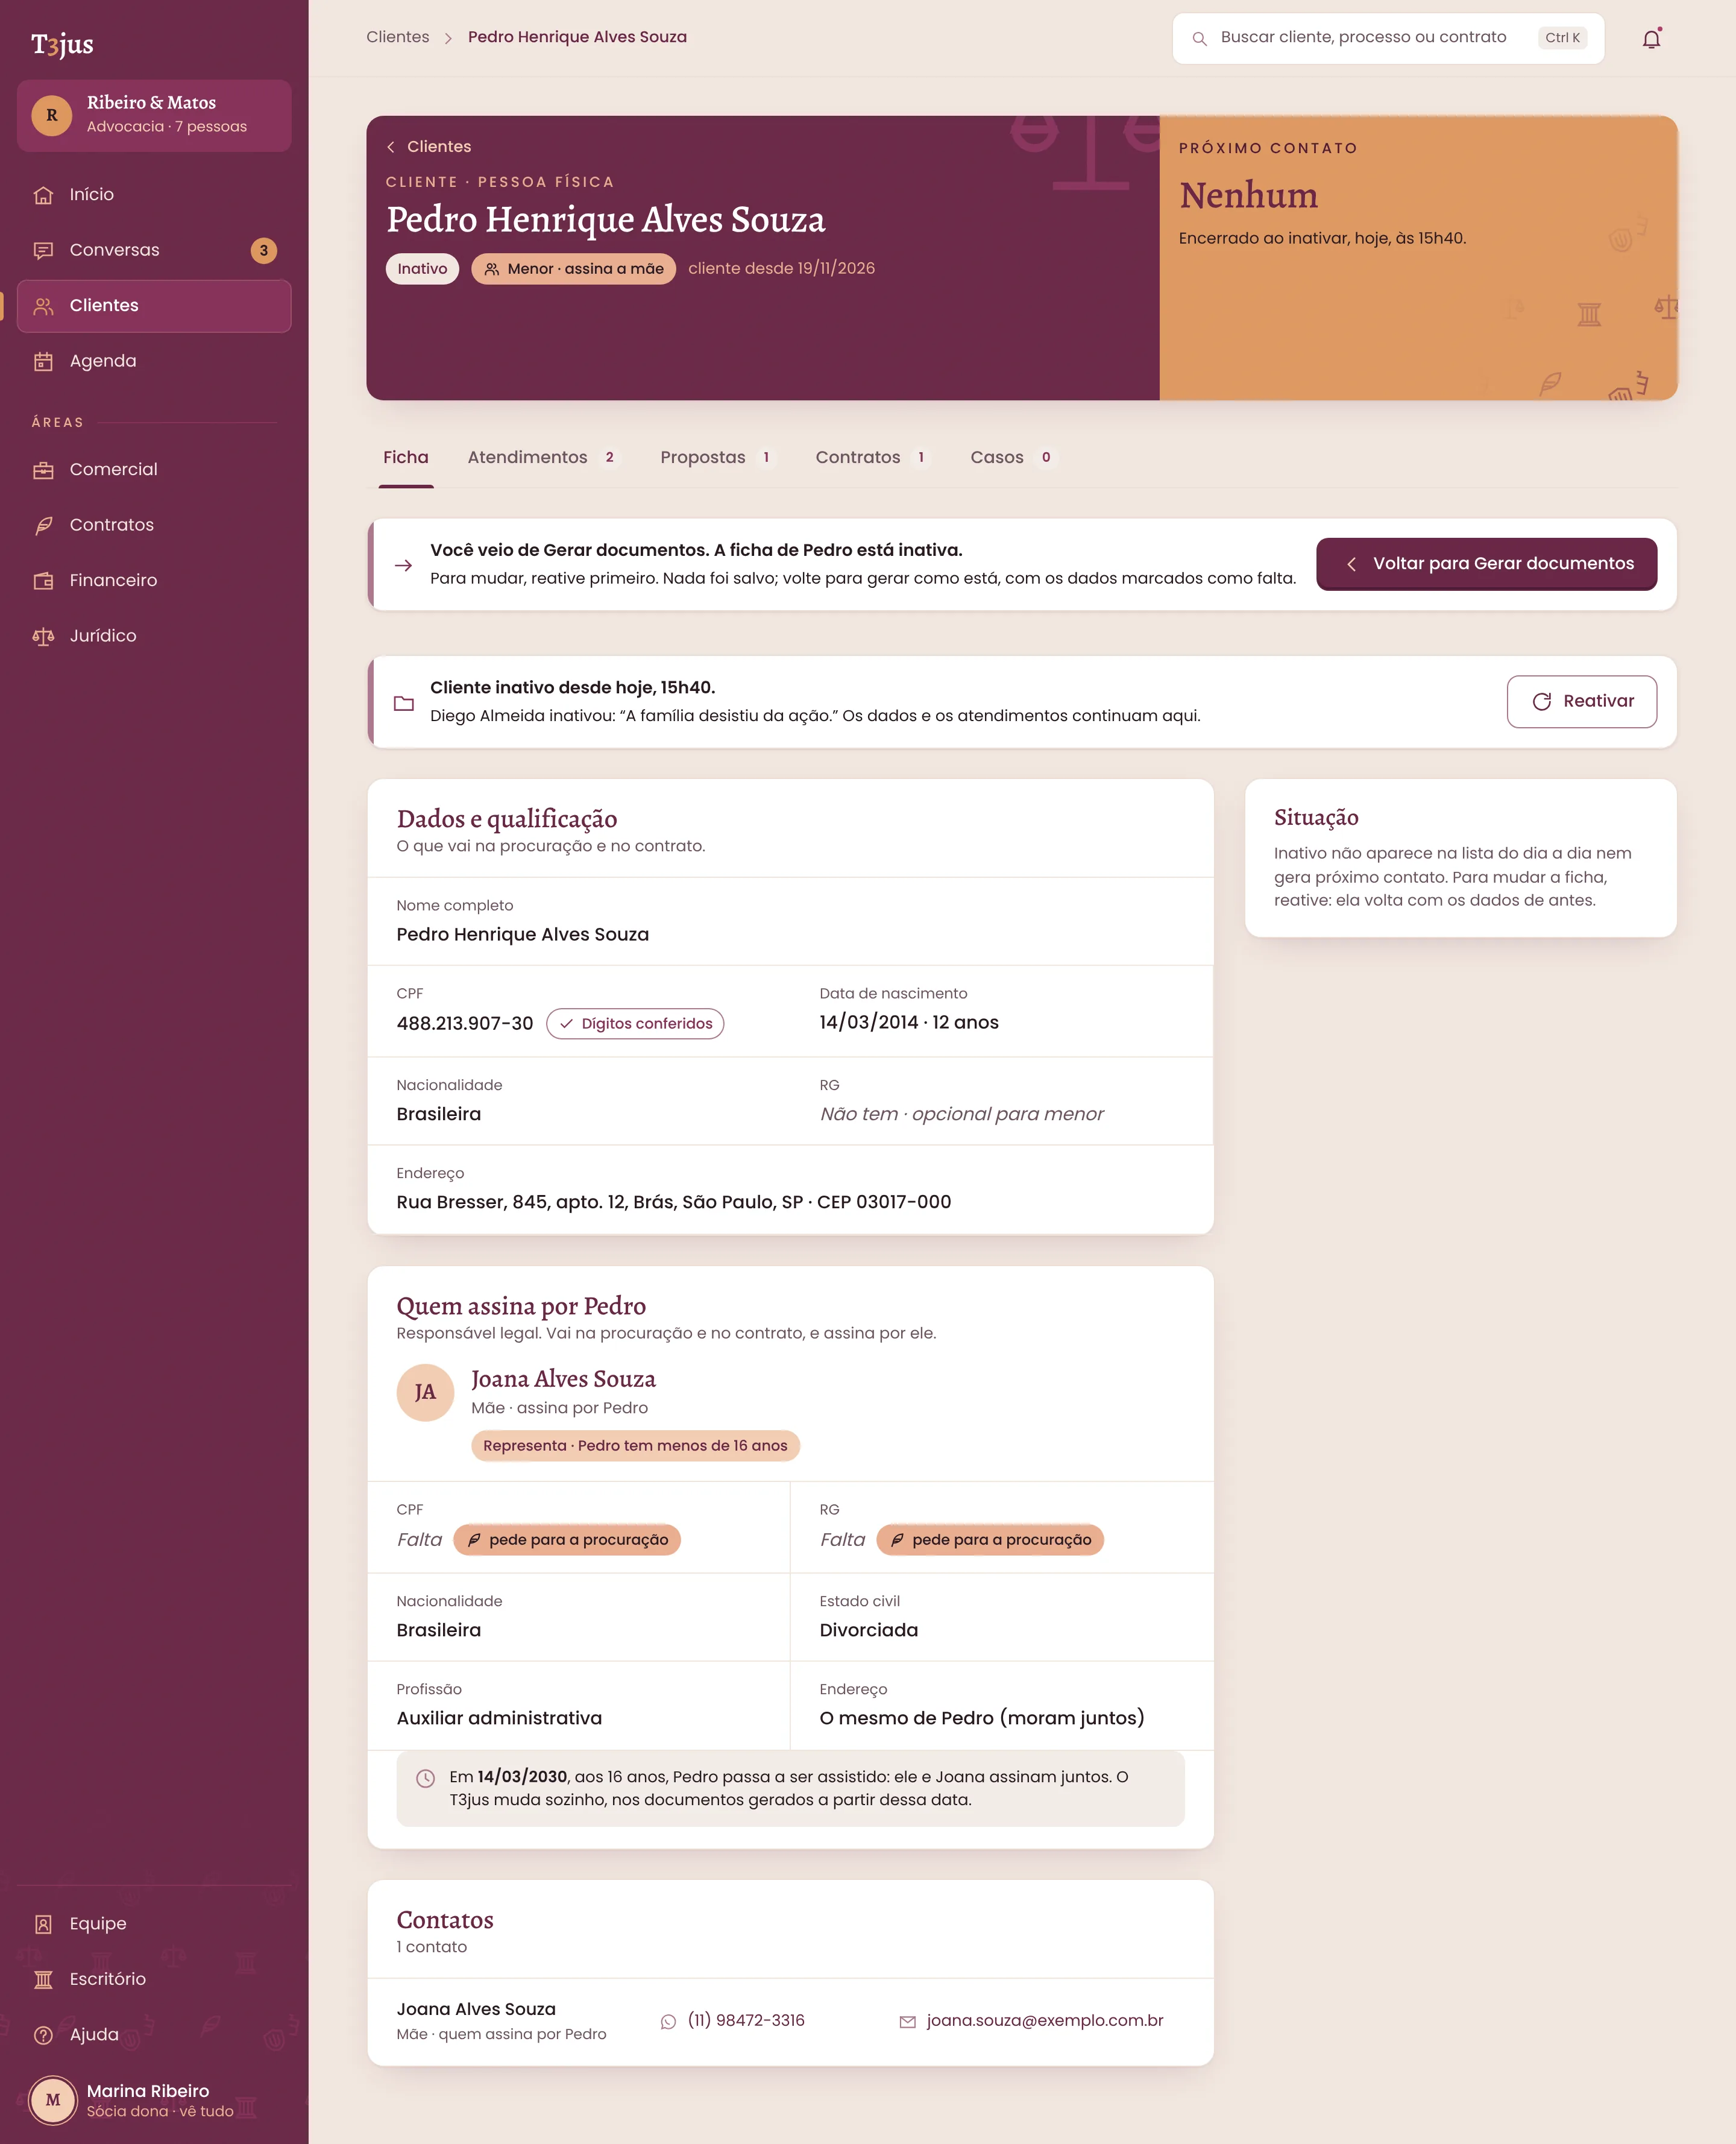 T3jus
R
Ribeiro & Matos
Advocacia · 7 pessoas
Início
Conversas
3
Clientes
Agenda
ÁREAS
Comercial
Contratos
Financeiro
Jurídico
Equipe
Escritório
Ajuda
M
Marina Ribeiro
Sócia dona · vê tudo
Clientes
Pedro Henrique Alves Souza
Buscar cliente, processo ou contrato
Ctrl K
Clientes
CLIENTE · PESSOA FÍSICA
Pedro Henrique Alves Souza
Inativo
Menor · assina a mãe
cliente desde 19/11/2026
PRÓXIMO CONTATO
Nenhum
Encerrado ao inativar, hoje, às 15h40.
Ficha
Atendimentos 2
Propostas 1
Contratos 1
Casos 0
Você veio de Gerar documentos. A ficha de Pedro está inativa.
Para mudar, reative primeiro. Nada foi salvo; volte para gerar como está, com os dados marcados como falta.
Voltar para Gerar documentos
Cliente inativo desde hoje, 15h40.
Diego Almeida inativou: “A família desistiu da ação.” Os dados e os atendimentos continuam aqui.
Reativar
Dados e qualificação
O que vai na procuração e no contrato.
Nome completo
Pedro Henrique Alves Souza
CPF
488.213.907-30
Dígitos conferidos
Data de nascimento
14/03/2014 · 12 anos
Nacionalidade
Brasileira
RG
Não tem · opcional para menor
Endereço
Rua Bresser, 845, apto. 12, Brás, São Paulo, SP · CEP 03017-000
Situação
Inativo não aparece na lista do dia a dia nem
gera próximo contato. Para mudar a ficha,
reative: ela volta com os dados de antes.
Quem assina por Pedro
Responsável legal. Vai na procuração e no contrato, e assina por ele.
JA
Joana Alves Souza
Mãe · assina por Pedro
Representa · Pedro tem menos de 16 anos
CPF
Falta
pede para a procuração
RG
Falta
pede para a procuração
Nacionalidade
Brasileira
Estado civil
Divorciada
Profissão
Auxiliar administrativa
Endereço
O mesmo de Pedro (moram juntos)
Em 14/03/2030, aos 16 anos, Pedro passa a ser assistido: ele e Joana assinam juntos. O
T3jus muda sozinho, nos documentos gerados a partir dessa data.
Contatos
1 contato
Joana Alves Souza
Mãe · quem assina por Pedro
(11) 98472-3316
joana.souza@exemplo.com.br